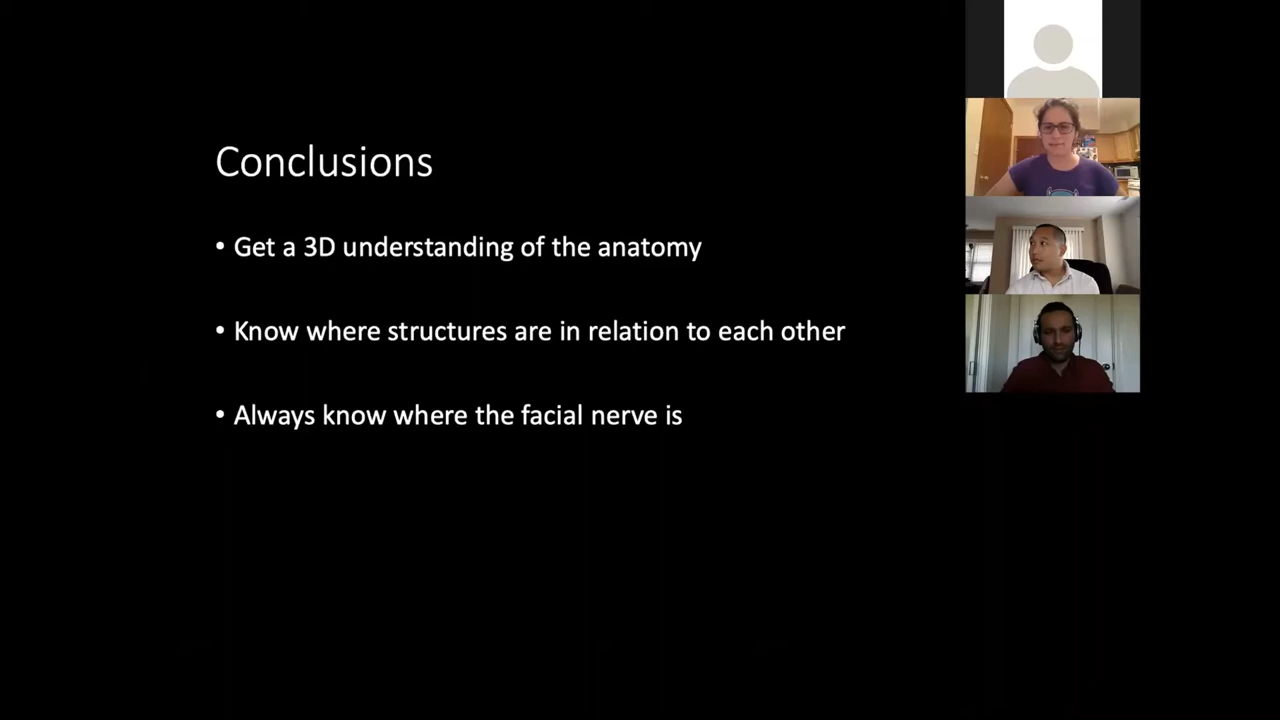 Conclusions
• Get a 3D understanding of the anatomy
• Know where structures are in relation to each other
• Always know where the facial nerve is